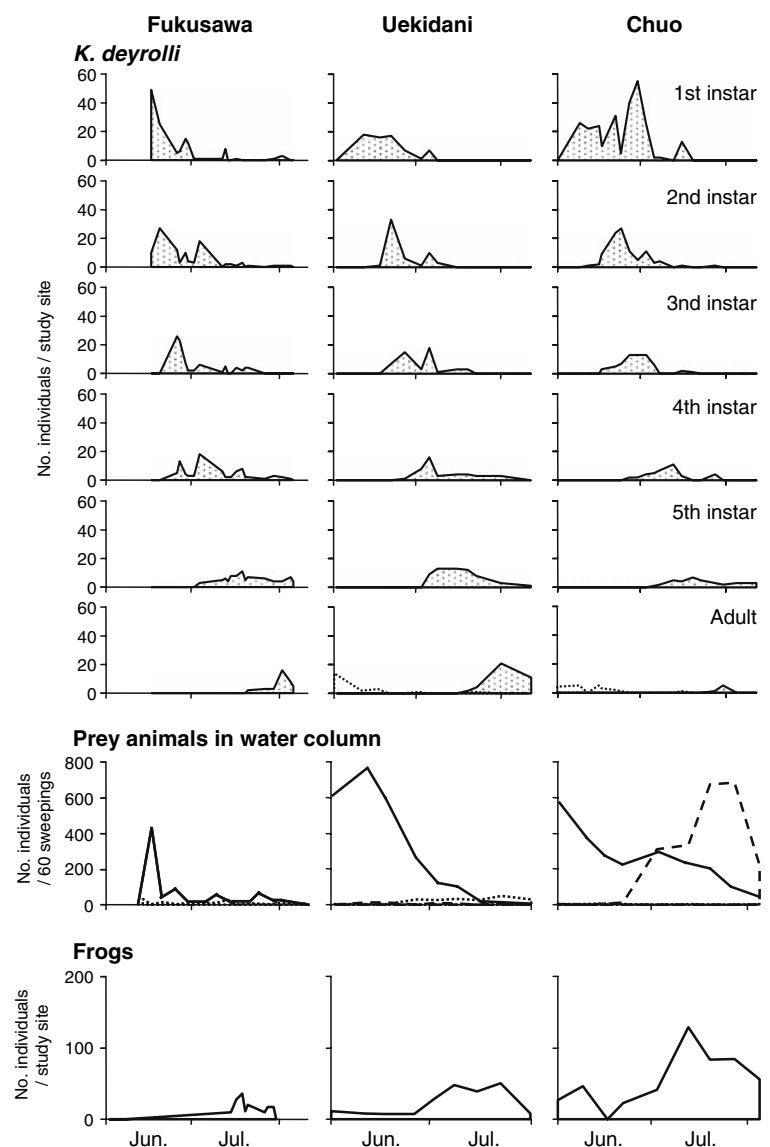 Fukusawa Uekidani Chuo
K. deyrolli
60
40
20
0
1st instar
60
40
20
0
2nd instar
60
40
20
0
3nd instar
60
40
20
0
4th instar
60
40
20
0
5th instar
60
40
20
0
Adult
No. individuals / study site
Prey animals in water column
800
600
400
200
0
No. individuals
/ 60 sweepings
Frogs
200
100
0
No. individuals
/ study site
Jun. Jul. Jun. Jul. Jun. Jul.